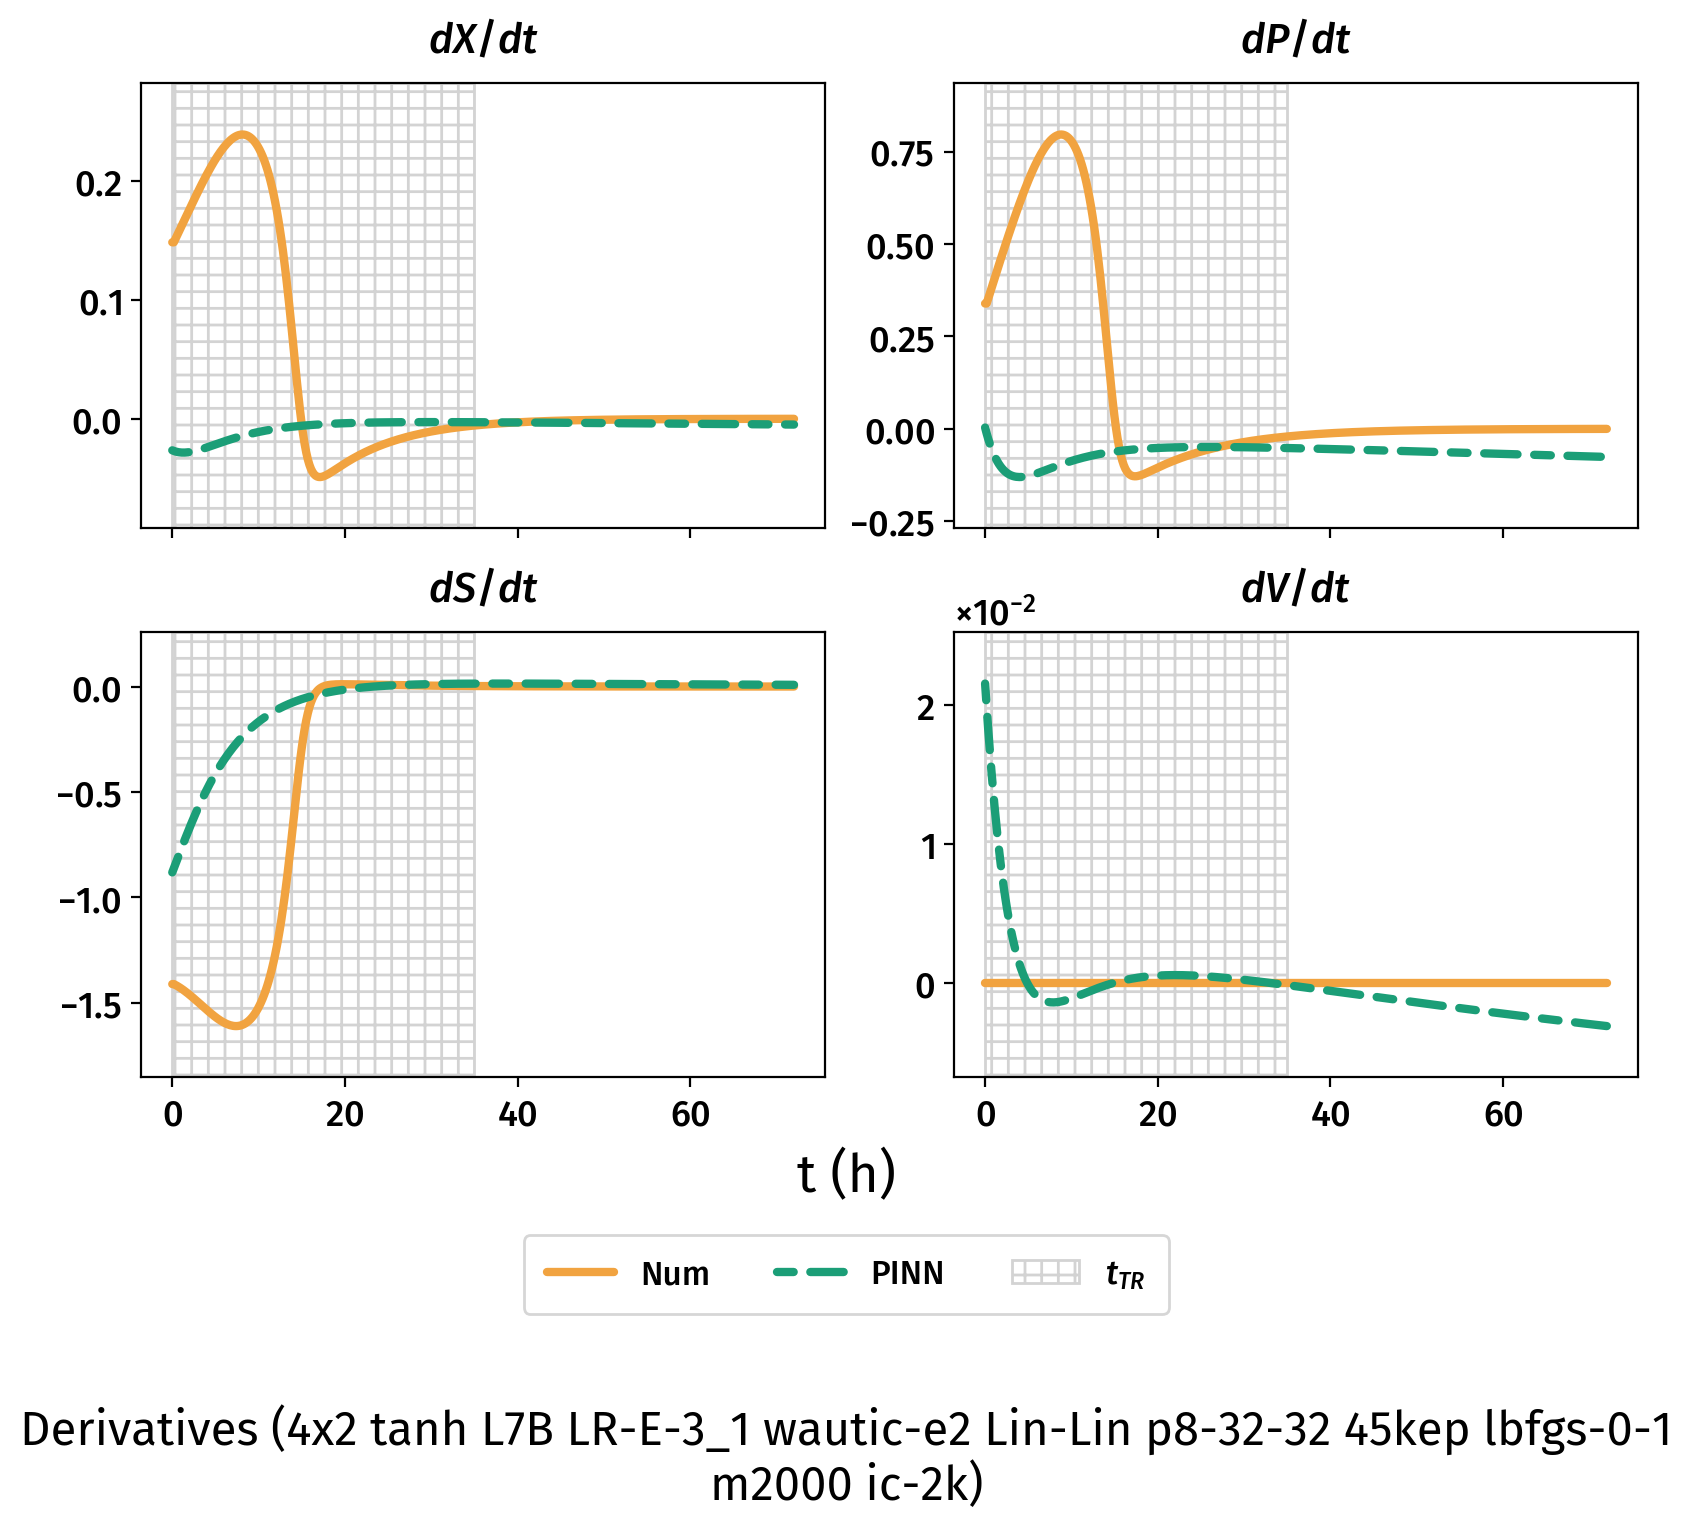 dX/dt
dP/dt
0.2
0.1
0.0
0.75
0.50
0.25
0.00
−0.25
dS/dt
dV/dt
×10⁻²
0.0
−0.5
−1.0
−1.5
2
1
0
0 20 40 60
0 20 40 60
t (h)
Num PINN t_TR
Derivatives (4x2 tanh L7B LR-E-3_1 wautic-e2 Lin-Lin p8-32-32 45kep lbfgs-0-1
m2000 ic-2k)